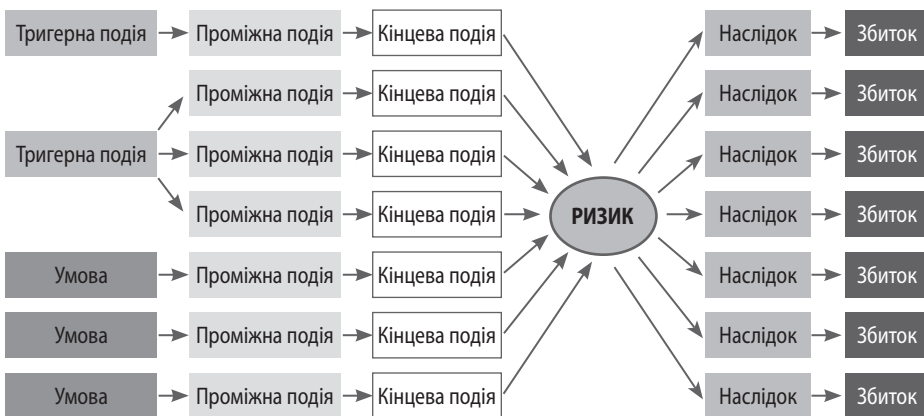 Тригерна подія Проміжна подія Кінцева подія Наслідок Збиток
Проміжна подія Кінцева подія Наслідок Збиток
Тригерна подія Проміжна подія Кінцева подія Наслідок Збиток
Проміжна подія Кінцева подія РИЗИК Наслідок Збиток
Умова Проміжна подія Кінцева подія Наслідок Збиток
Умова Проміжна подія Кінцева подія Наслідок Збиток
Умова Проміжна подія Кінцева подія Наслідок Збиток